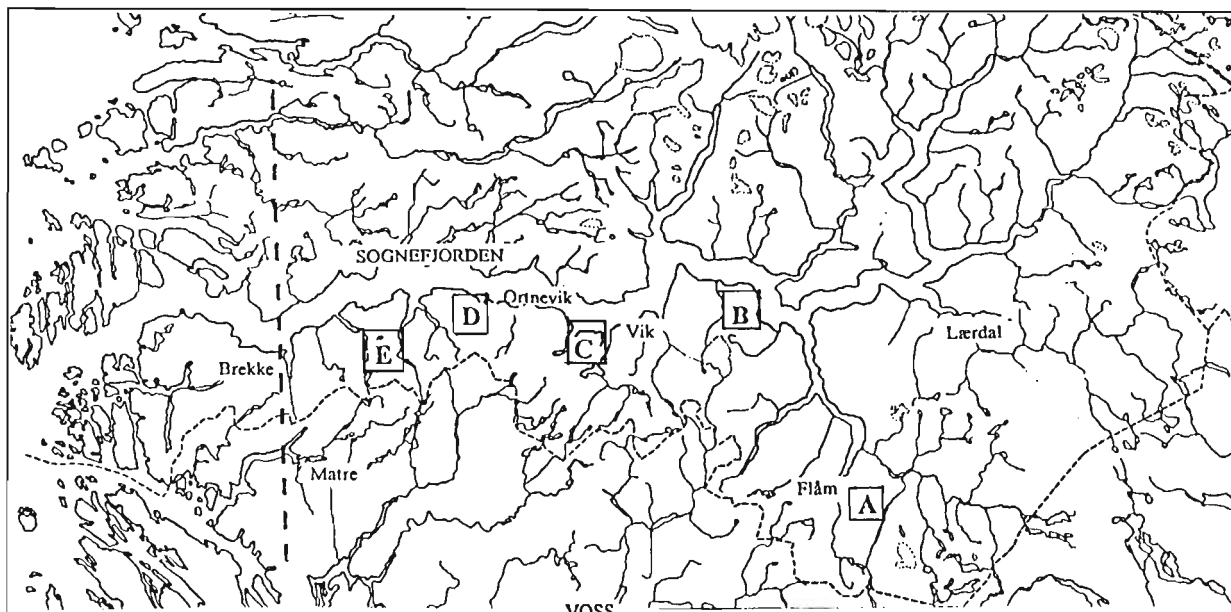 SOGNEFJORDEN
Ortnevik
D
B
Vik
C
E
Lærdal
Brekke
Matre
Flåm
A
VOSS